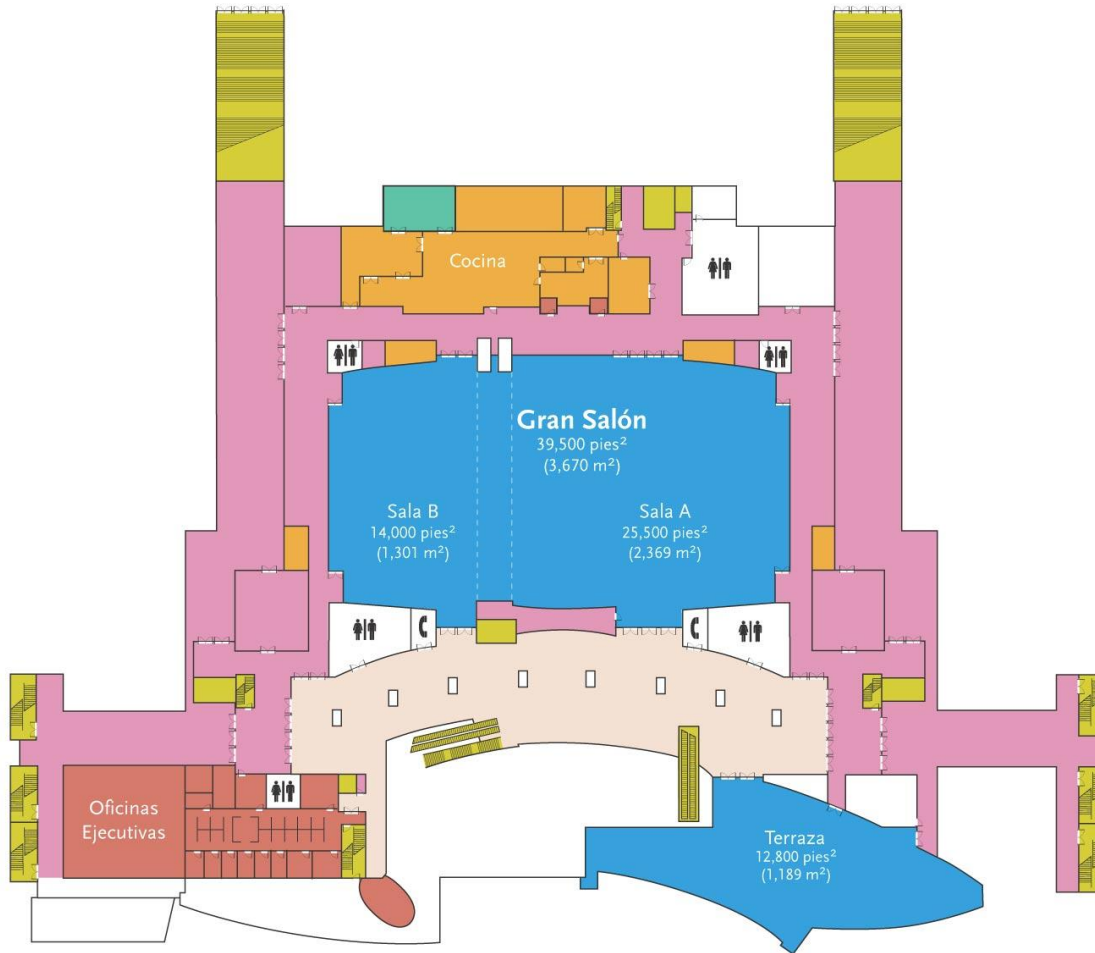 Cocina
Gran Salón
39,500 pies²
(3,670 m²)
Sala B
14,000 pies²
(1,301 m²)
Sala A
25,500 pies²
(2,369 m²)
Oficinas
Ejecutivas
Terraza
12,800 pies²
(1,189 m²)